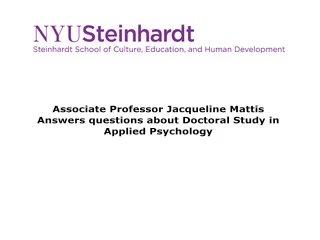 NYUSteinhardt
Steinhardt School of Culture, Education, and Human Development
Associate Professor Jacqueline Mattis
Answers questions about Doctoral Study in
Applied Psychology